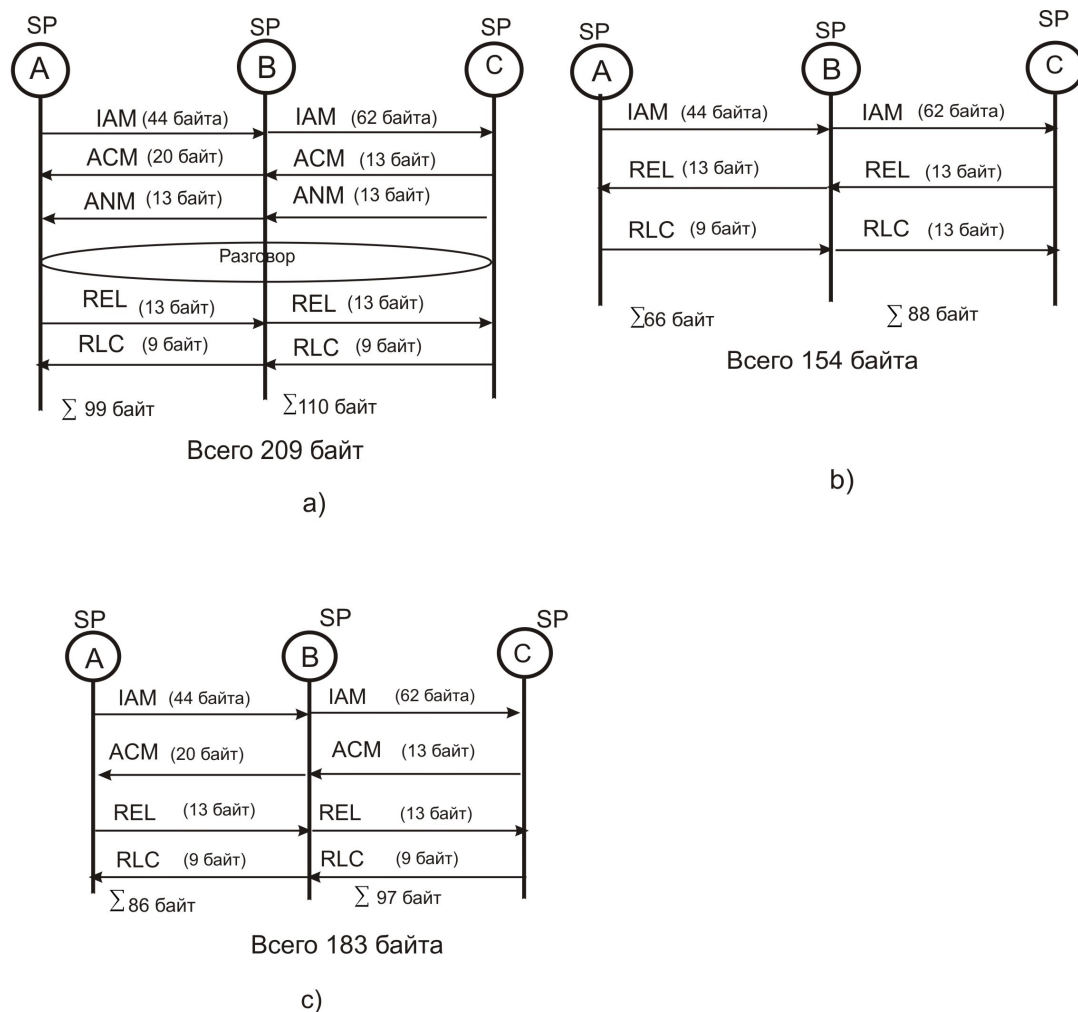 SP SP SP
A B C
IAM (44 байта) IAM (62 байта)
ACM (20 байт) ACM (13 байт)
ANM (13 байт) ANM (13 байт)
Разговор
REL (13 байт) REL (13 байт)
RLC (9 байт) RLC (9 байт)
∑ 99 байт ∑110 байт
Всего 209 байт
a)
SP SP SP
A B C
IAM (44 байта) IAM (62 байта)
REL (13 байт) REL (13 байт)
RLC (9 байт) RLC (13 байт)
∑66 байт ∑ 88 байт
Всего 154 байта
b)
SP SP SP
A B C
IAM (44 байта) IAM (62 байта)
ACM (20 байт) ACM (13 байт)
REL (13 байт) REL (13 байт)
RLC (9 байт) RLC (9 байт)
∑86 байт ∑ 97 байт
Всего 183 байта
c)